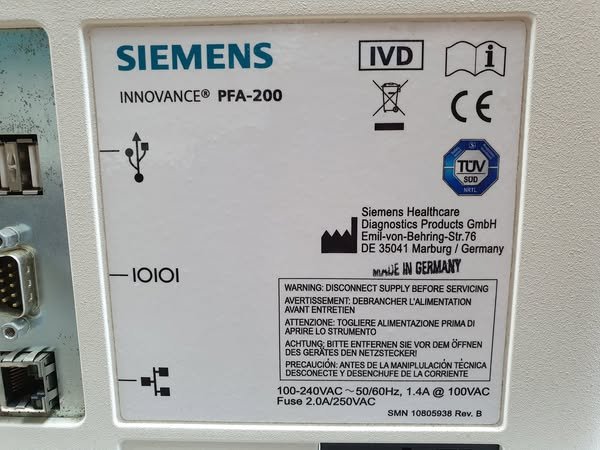 SIEMENS
INNOVANCE® PFA-200
IVD
i
CE
TÜV
SÜD
NRTL
Siemens Healthcare
Diagnostics Products GmbH
Emil-von-Behring-Str.76
DE 35041 Marburg / Germany
MADE IN GERMANY
IOIOI
WARNING: DISCONNECT SUPPLY BEFORE SERVICING
AVERTISSEMENT: DEBRANCHER L'ALIMENTATION
AVANT ENTRETIEN
ATTENZIONE: TOGLIERE ALIMENTAZIONE PRIMA DI
APRIRE LO STRUMENTO
ACHTUNG: BITTE ENTFERNEN SIE VOR DEM ÖFFNEN
DES GERÄTES DEN NETZSTECKER!
PRECAUCIÓN: ANTES DE LA MANIPLULACIÓN TÉCNICA
DESCONECTE Y DESENCHUFE DE LA CORRIENTE
100-240VAC ~ 50/60Hz, 1.4A @ 100VAC
Fuse 2.0A/250VAC
SMN 10805938 Rev. B